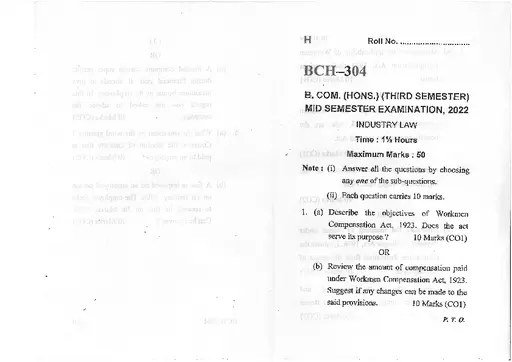 H Roll No. ..............................
BCH–304
B. COM. (HONS.) (THIRD SEMESTER)
MID SEMESTER EXAMINATION, 2022
INDUSTRY LAW
Time : 1½ Hours
Maximum Marks : 50
Note : (i) Answer all the questions by choosing
any one of the sub-questions.
(ii) Each question carries 10 marks.
1. (a) Describe the objectives of Workmen
Compensation Act, 1923. Does the act
serve its purpose ? 10 Marks (CO1)
OR
(b) Review the amount of compensation paid
under Workmen Compensation Act, 1923.
Suggest if any changes can be made to the
said provisions. 10 Marks (CO1)
P. T. O.